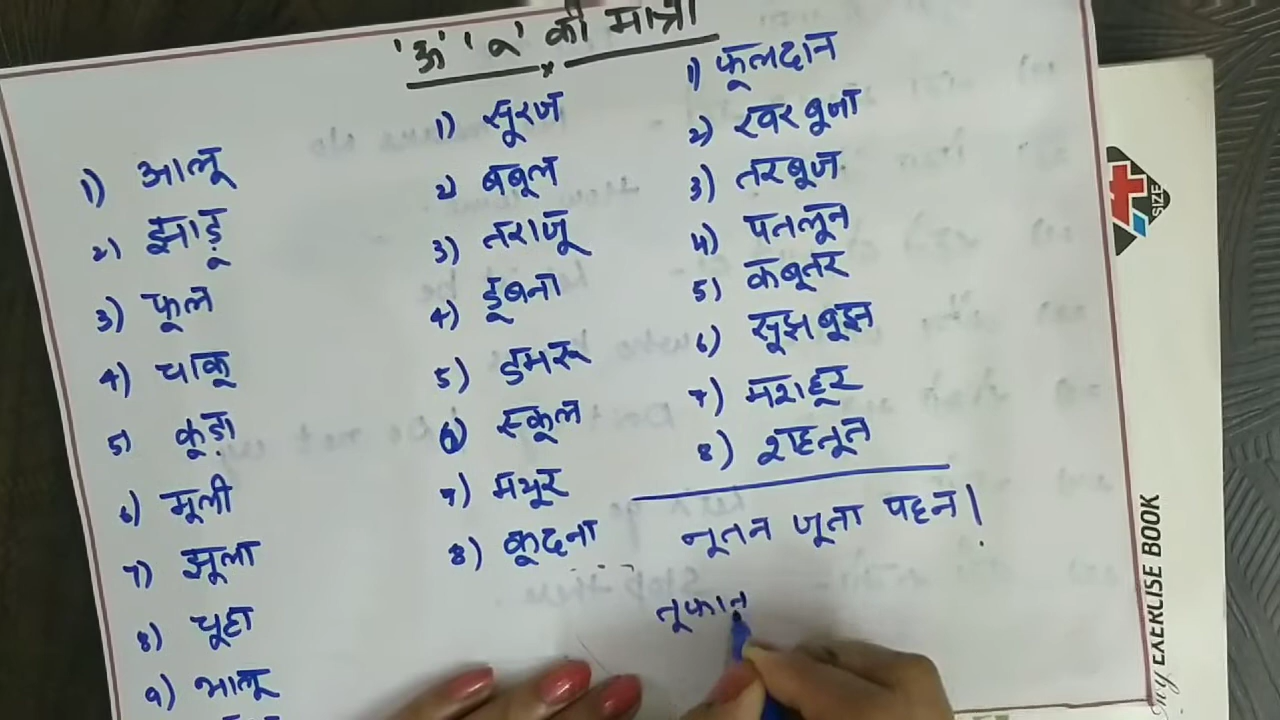 'ऊ' 'ू' की मात्रा
1) आलू
2) झाड़ू
3) फूल
4) चाकू
5) कूड़ा
6) मूली
7) झूला
8) चूहा
9) भालू
1) सूरज
2) बबूल
3) तराजू
4) डूबना
5) डमरू
6) स्कूल
7) मयूर
8) कूदना
1) फूलदान
2) खरबूजा
3) तरबूज
4) पतलून
5) कबूतर
6) सूझबूझ
7) मशहूर
8) शहतूत
नूतन जूता पहन।
तूफान
SIZE
EXERCISE BOOK